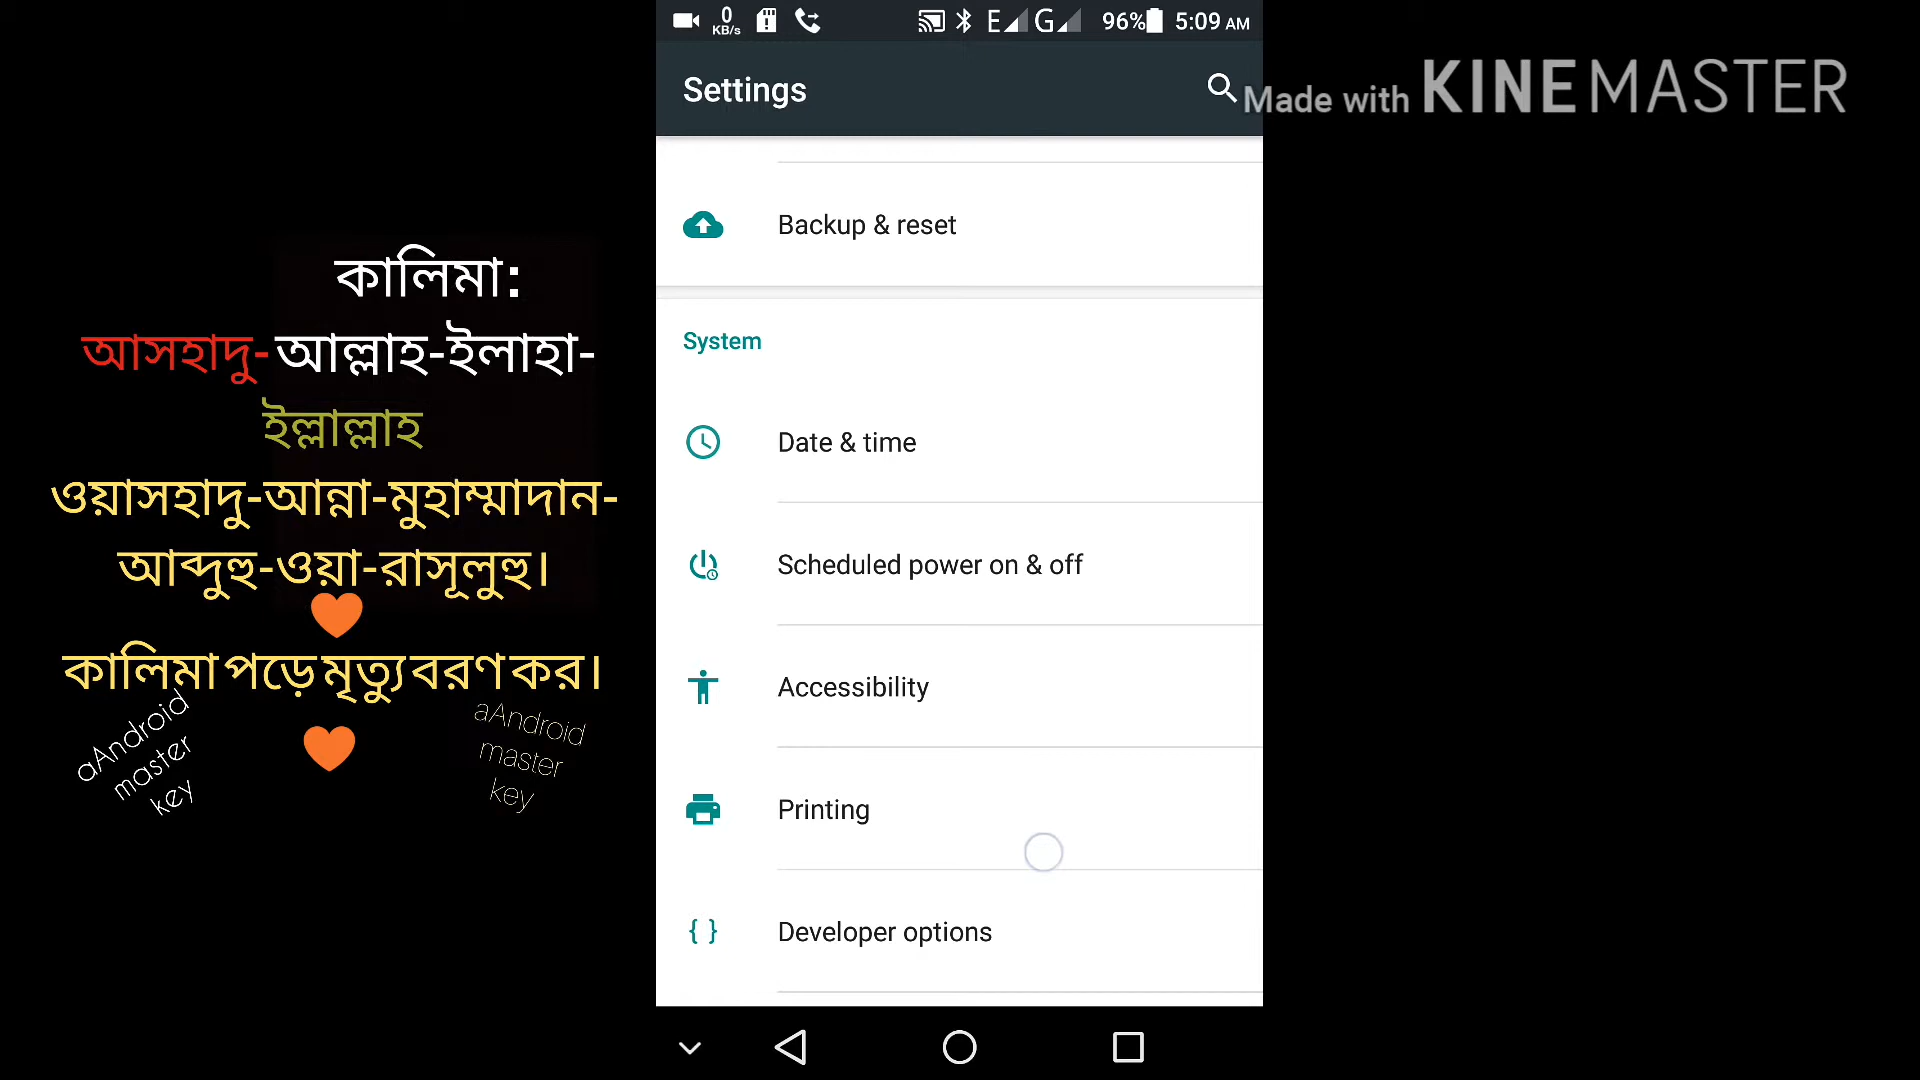 0
KB/s
E
G
96%
5:09 AM
Settings
Made with KINEMASTER
Backup & reset
System
Date & time
Scheduled power on & off
Accessibility
Printing
Developer options
কালিমা:
আসহাদু-আল্লাহ-ইলাহা-
ইল্লাল্লাহ
ওয়াসহাদু-আন্না-মুহাম্মাদান-
আব্দুহু-ওয়া-রাসূলুহু।
কালিমা পড়ে মৃত্যু বরণ কর।
aAndroid
master
key
aAndroid
master
key